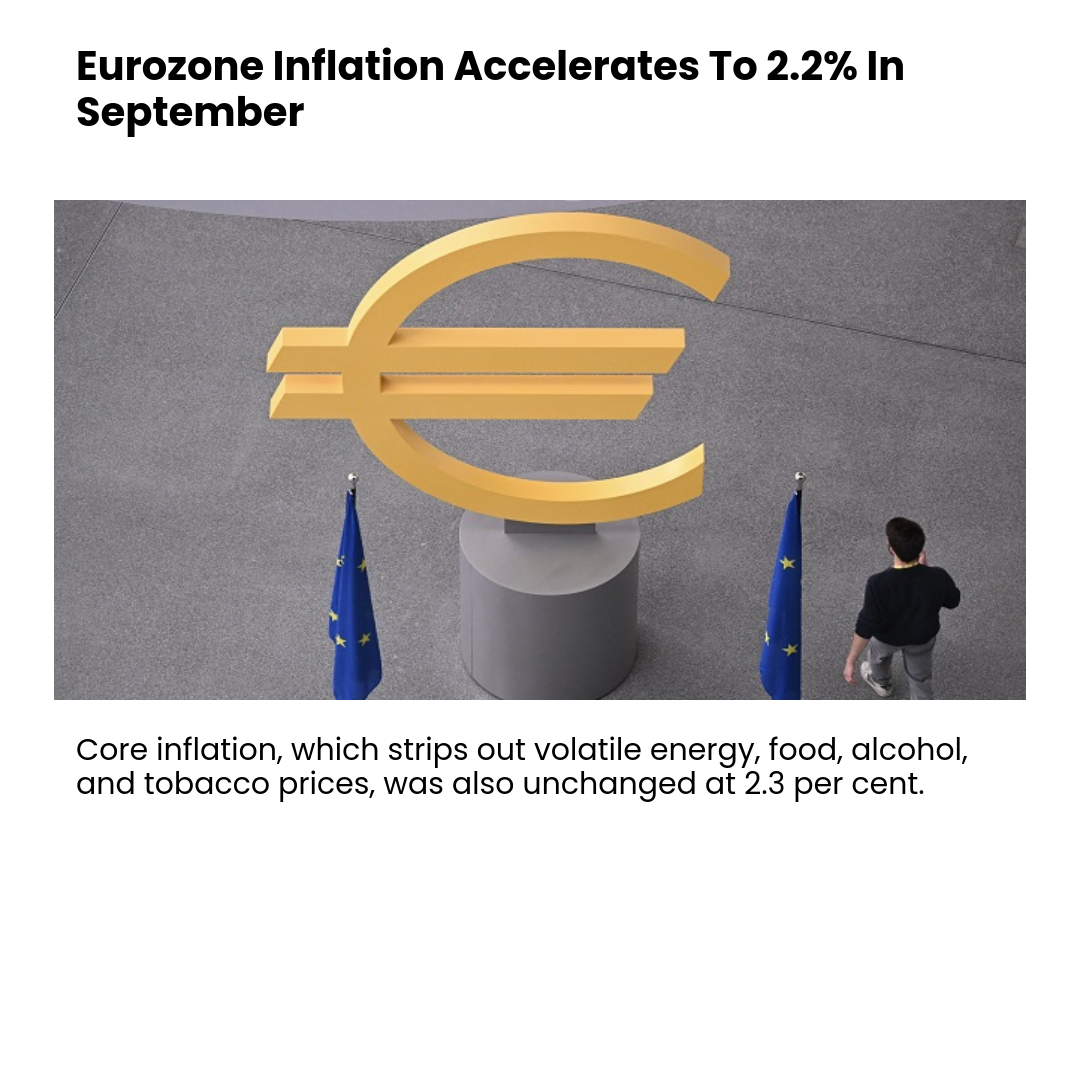 Eurozone Inflation Accelerates To 2.2% In
September
Core inflation, which strips out volatile energy, food, alcohol,
and tobacco prices, was also unchanged at 2.3 per cent.